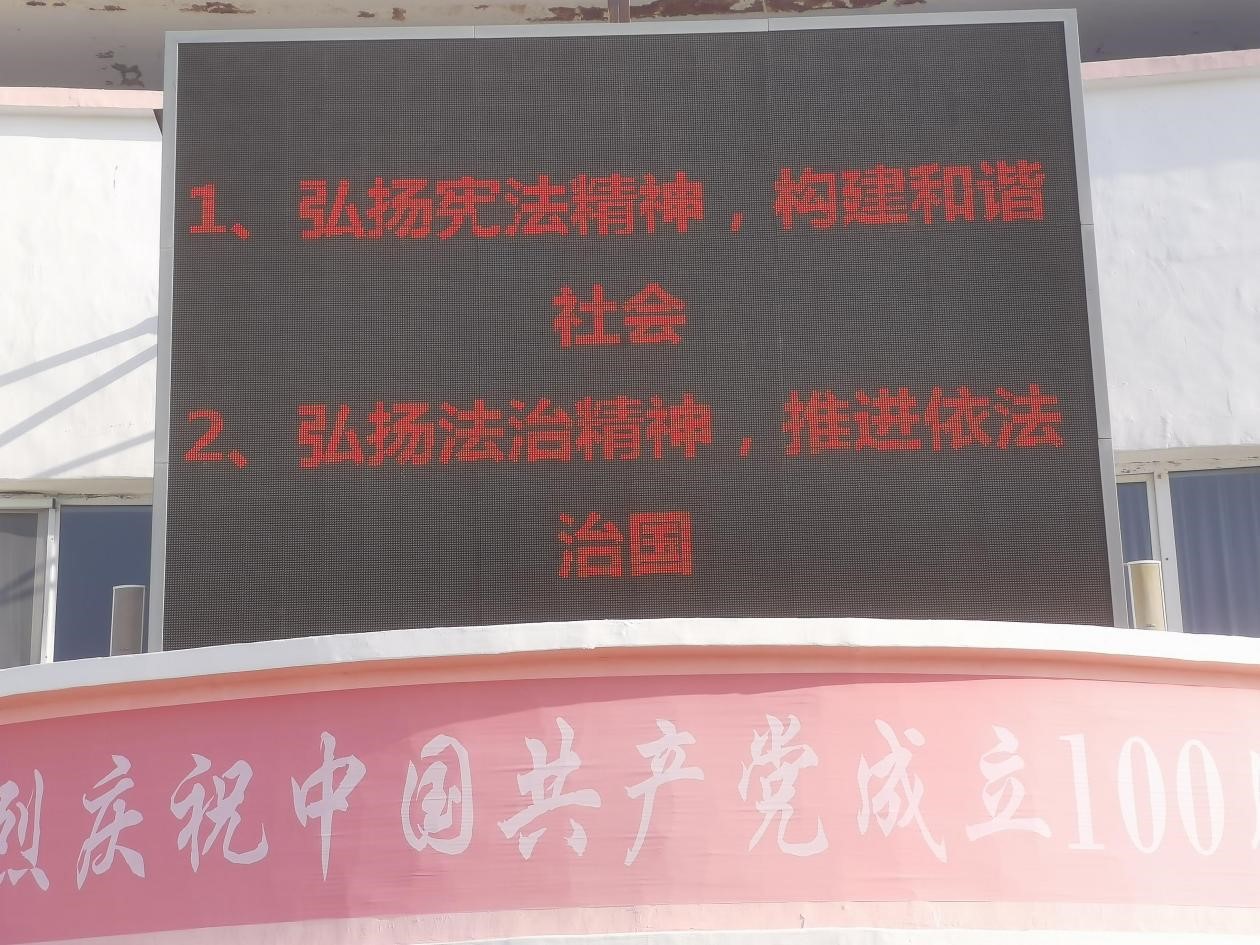 1、弘扬宪法精神，构建和谐
社会
2、弘扬法治精神，推进依法
治国
烈庆祝中国共产党成立100